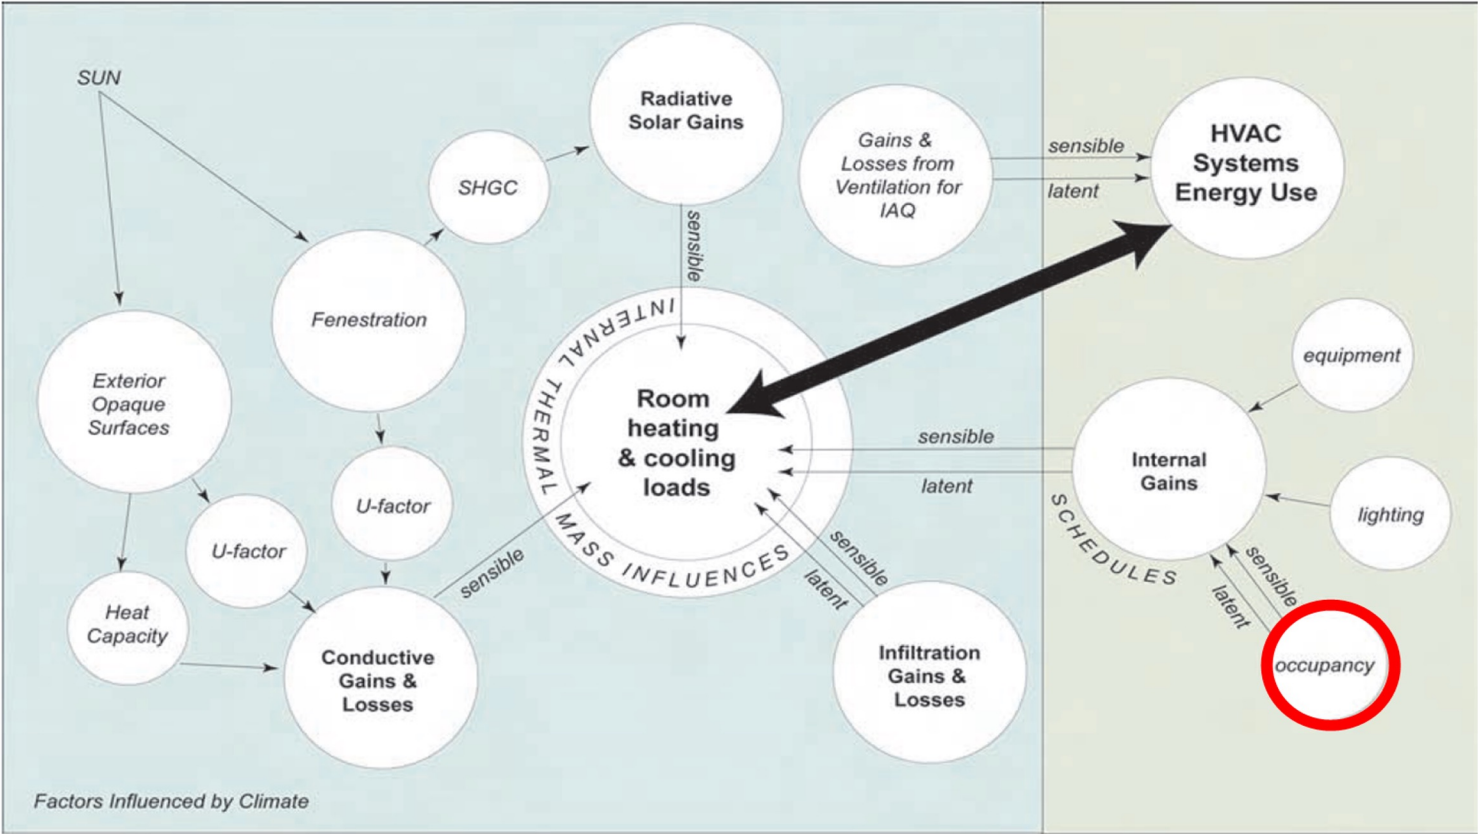 SUN
Radiative
Solar Gains
SHGC
Gains &
Losses from
Ventilation for
IAQ
sensible
latent
HVAC
Systems
Energy Use
sensible
Fenestration
Exterior
Opaque
Surfaces
INTERNAL THERMAL MASS INFLUENCES
Room
heating
& cooling
loads
equipment
sensible
latent
Internal
Gains
SCHEDULES
lighting
U-factor
U-factor
sensible
sensible
latent
sensible
latent
Heat
Capacity
Conductive
Gains &
Losses
Infiltration
Gains &
Losses
occupancy
Factors Influenced by Climate